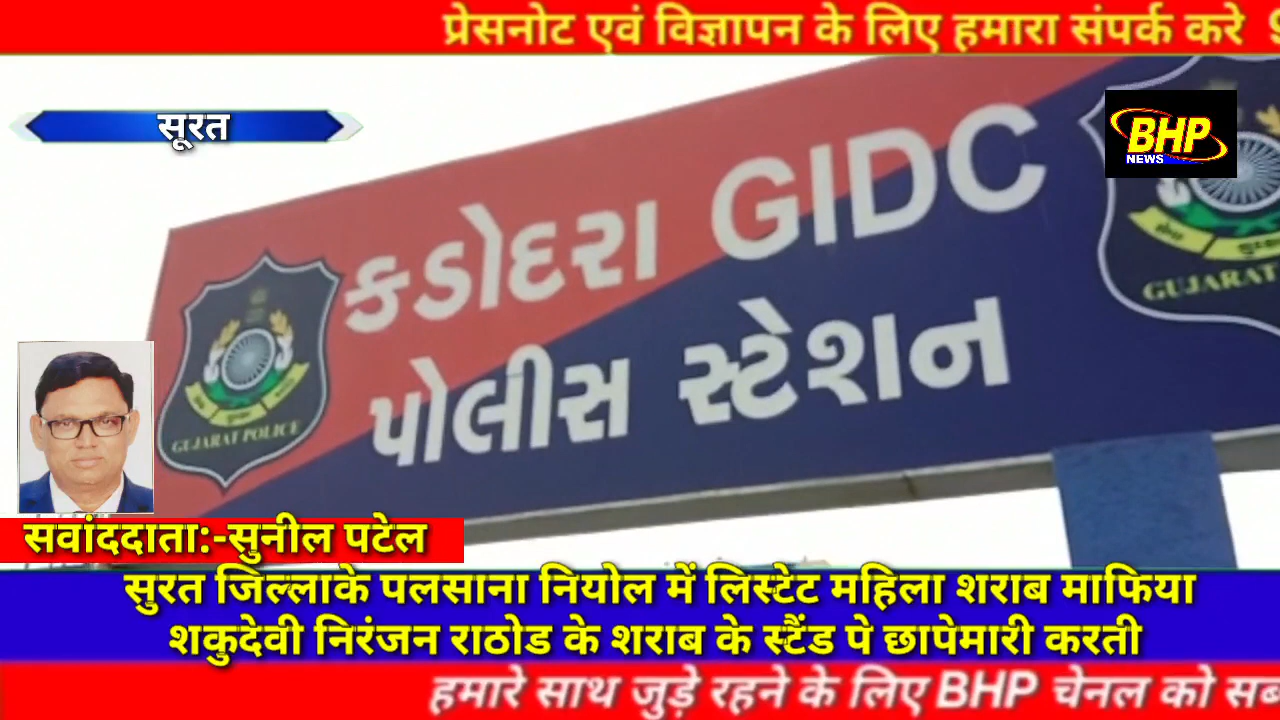 प्रेसनोट एवं विज्ञापन के लिए हमारा संपर्क करे
सूरत
BHP
NEWS
કડોદરા GIDC
પોલીસ સ્ટેશન
GUJARAT POLICE
GUJARAT
सवांददाता:-सुनील पटेल
सुरत जिल्लाके पलसाना नियोल में लिस्टेट महिला शराब माफिया
शकुदेवी निरंजन राठोड के शराब के स्टैंड पे छापेमारी करती
हमारे साथ जुड़े रहने के लिए BHP चेनल को सब